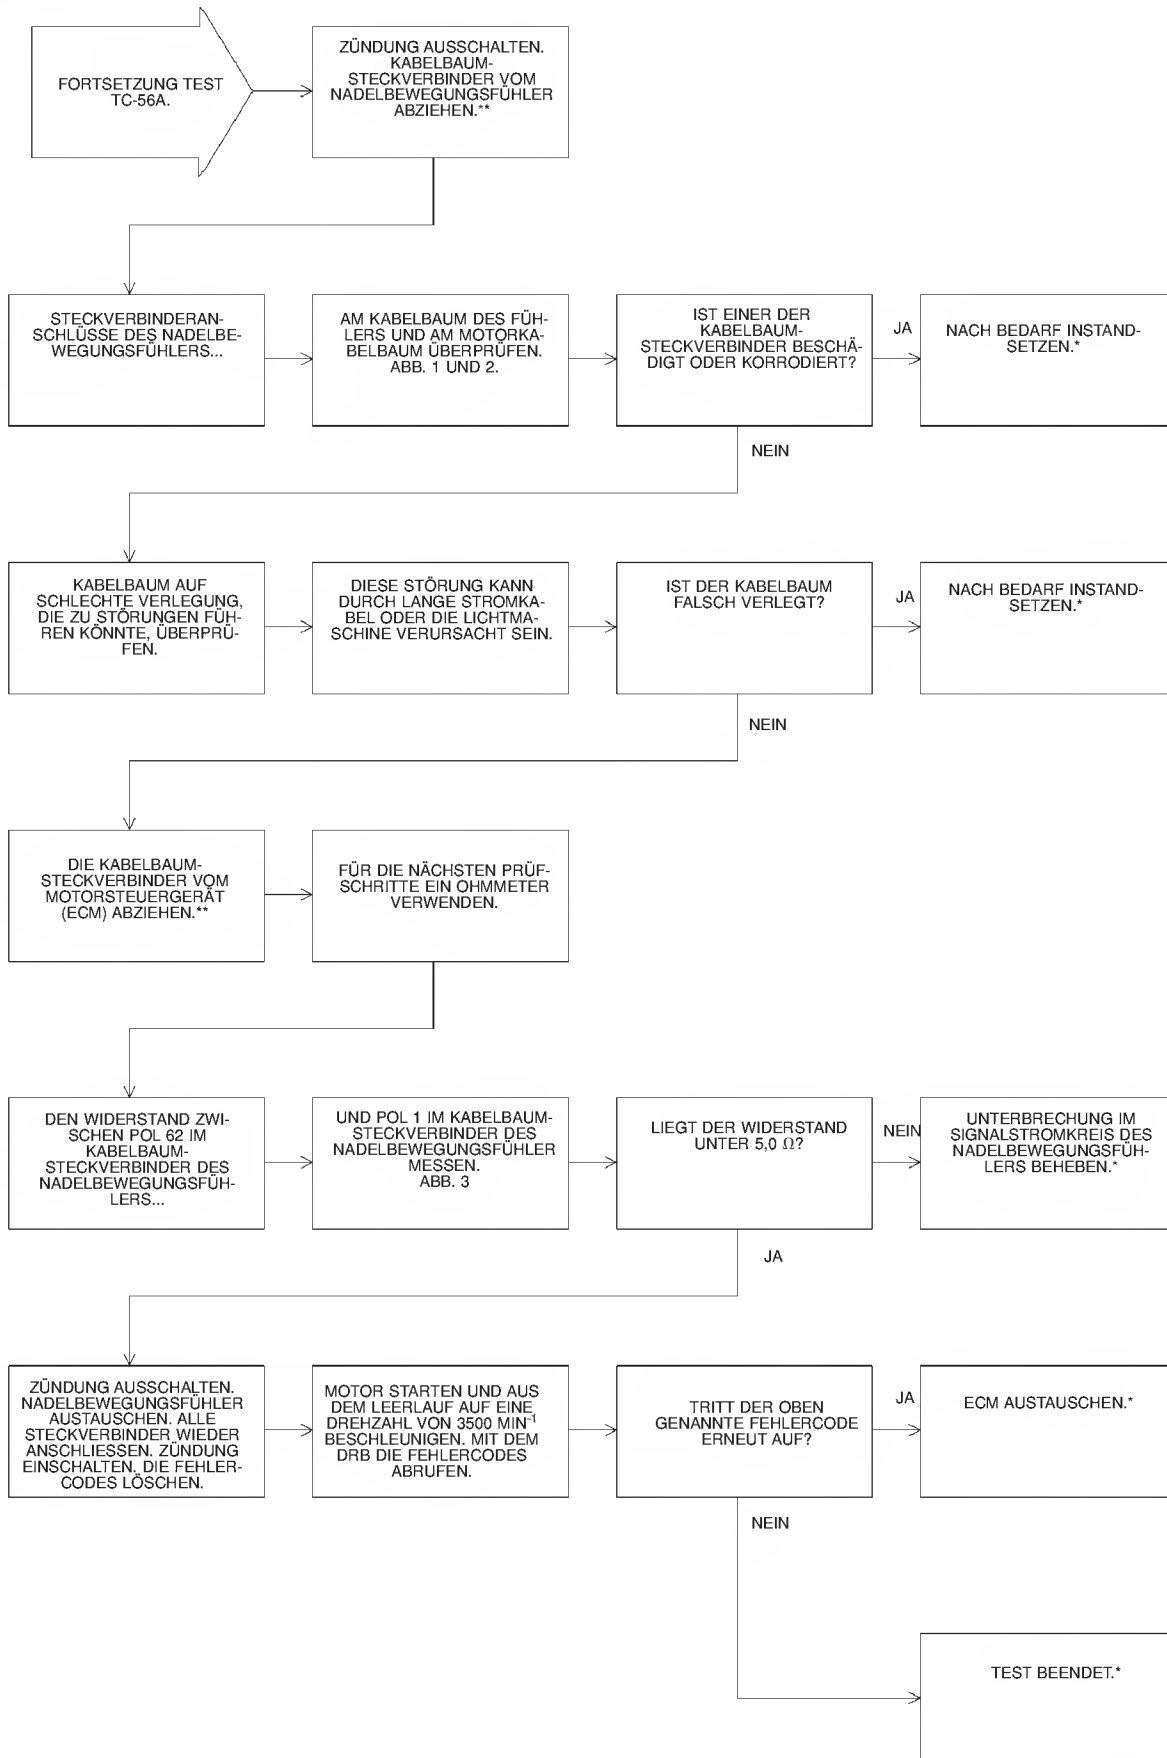 FORTSETZUNG TEST
TC-56A.
ZÜNDUNG AUSSCHALTEN.
KABELBAUM-
STECKVERBINDER VOM
NADELBEWEGUNGSFÜHLER
ABZIEHEN.**
STECKVERBINDERAN-
SCHLÜSSE DES NADELBE-
WEGUNGSFÜHLERS...
AM KABELBAUM DES FÜH-
LERS UND AM MOTORKA-
BELBAUM ÜBERPRÜFEN.
ABB. 1 UND 2.
IST EINER DER
KABELBAUM-
STECKVERBINDER BESCHÄ-
DIGT ODER KORRODIERT?
JA
NACH BEDARF INSTAND-
SETZEN.*
NEIN
KABELBAUM AUF
SCHLECHTE VERLEGUNG,
DIE ZU STÖRUNGEN FÜH-
REN KÖNNTE, ÜBERPRÜ-
FEN.
DIESE STÖRUNG KANN
DURCH LANGE STROMKA-
BEL ODER DIE LICHTMA-
SCHINE VERURSACHT SEIN.
IST DER KABELBAUM
FALSCH VERLEGT?
JA
NACH BEDARF INSTAND-
SETZEN.*
NEIN
DIE KABELBAUM-
STECKVERBINDER VOM
MOTORSTEUERGERÄT
(ECM) ABZIEHEN.**
FÜR DIE NÄCHSTEN PRÜF-
SCHRITTE EIN OHMMETER
VERWENDEN.
DEN WIDERSTAND ZWI-
SCHEN POL 62 IM
KABELBAUM-
STECKVERBINDER DES
NADELBEWEGUNGSFÜH-
LERS...
UND POL 1 IM KABELBAUM-
STECKVERBINDER DES
NADELBEWEGUNGSFÜHLER
MESSEN.
ABB. 3
LIEGT DER WIDERSTAND
UNTER 5,0 Ω?
NEIN
UNTERBRECHUNG IM
SIGNALSTROMKREIS DES
NADELBEWEGUNGSFÜH-
LERS BEHEBEN.*
JA
ZÜNDUNG AUSSCHALTEN.
NADELBEWEGUNGSFÜHLER
AUSTAUSCHEN. ALLE
STECKVERBINDER WIEDER
ANSCHLIESSEN. ZÜNDUNG
EINSCHALTEN. DIE FEHLER-
CODES LÖSCHEN.
MOTOR STARTEN UND AUS
DEM LEERLAUF AUF EINE
DREHZAHL VON 3500 MIN⁻¹
BESCHLEUNIGEN. MIT DEM
DRB DIE FEHLERCODES
ABRUFEN.
TRITT DER OBEN
GENANNTE FEHLERCODE
ERNEUT AUF?
JA
ECM AUSTAUSCHEN.*
NEIN
TEST BEENDET.*